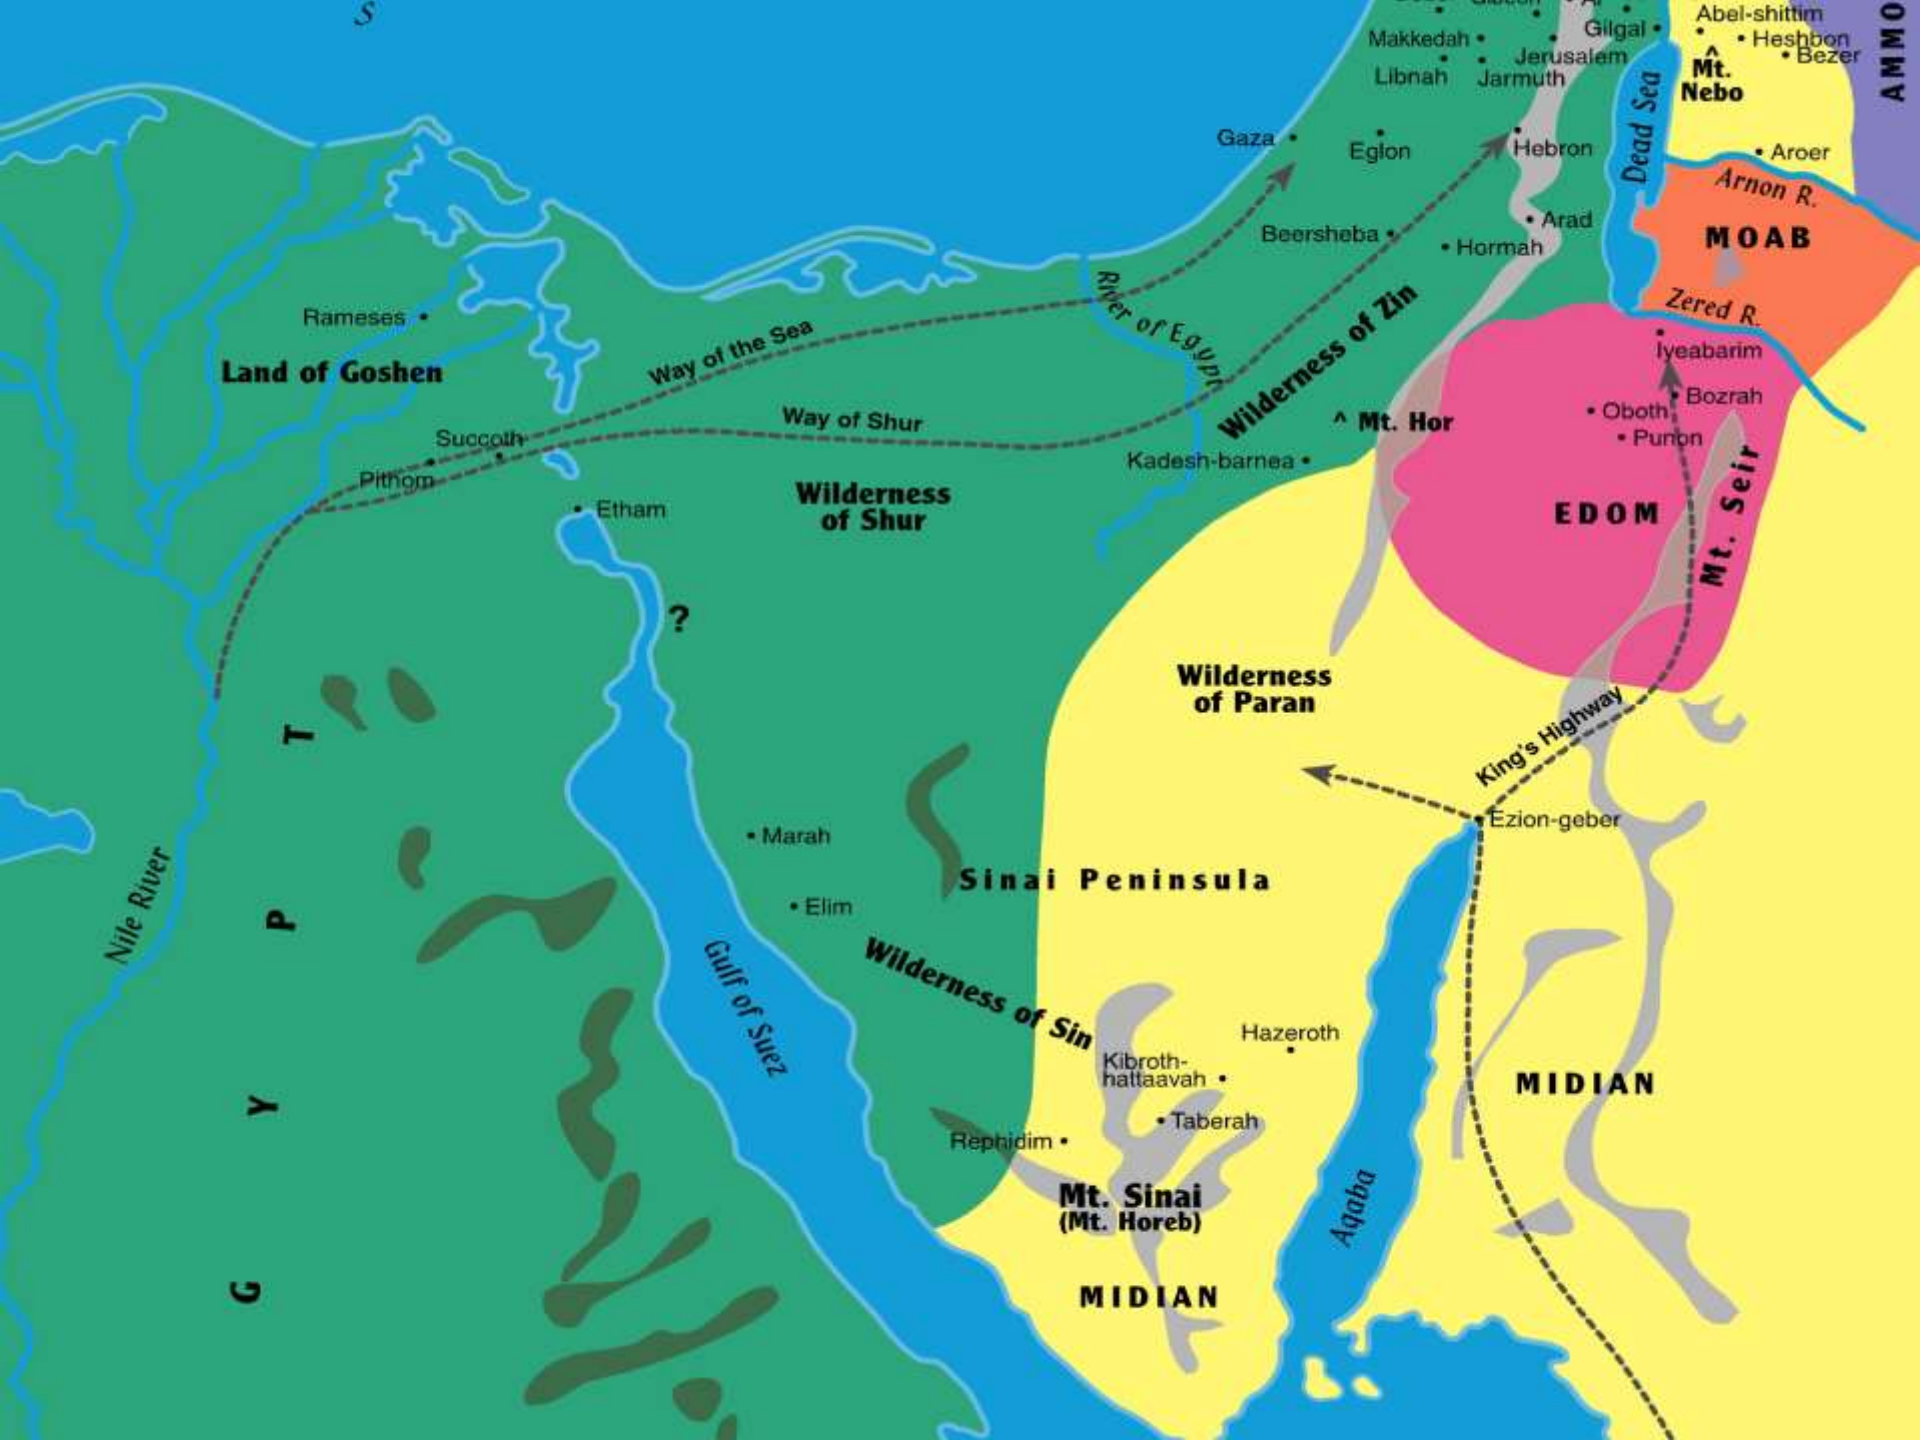 S
Abel-shittim
AMMO
Gilgal
Makkedah
Heshbon
Jerusalem
Bezer
Mt.
Nebo
Libnah
Jarmuth
Dead Sea
Gaza
Eglon
Hebron
Aroer
Arnon R.
Arad
Beersheba
Hormah
MOAB
River of Egypt
Wilderness of Zin
Zered R.
Rameses
Way of the Sea
Iyeabarim
Land of Goshen
Bozrah
Oboth
Way of Shur
^ Mt. Hor
Succoth
Punon
Kadesh-barnea
Pithom
Wilderness
of Shur
Etham
EDOM
Mt. Seir
?
Wilderness
of Paran
T
King's Highway
Ezion-geber
Marah
Nile River
Sinai Peninsula
Elim
P
Gulf of Suez
Wilderness of Sin
Hazeroth
Kibroth-
hattaavah
MIDIAN
Y
Taberah
Rephidim
Mt. Sinai
(Mt. Horeb)
Aqaba
G
MIDIAN